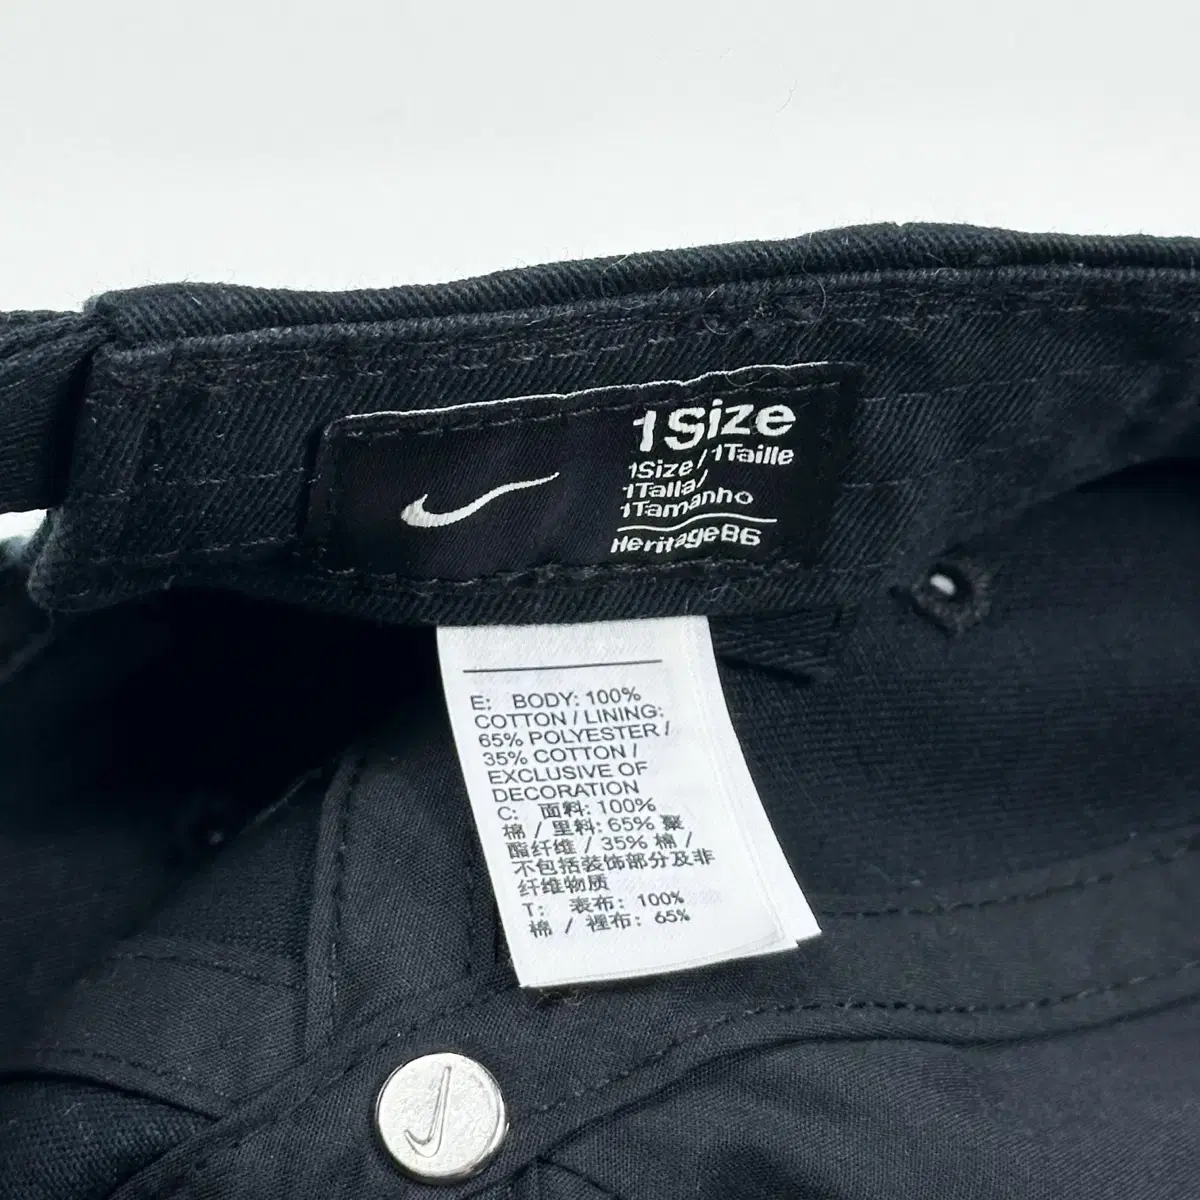 1Size
1Size/1Taille
1Talla/
1Tamanho
Heritage86
E: BODY: 100%
COTTON / LINING:
65% POLYESTER /
35% COTTON /
EXCLUSIVE OF
DECORATION
C: 面料: 100%
棉 / 里料: 65% 聚
酯纤维 / 35% 棉 /
不包括装饰部分及非
纤维物质
T: 表布: 100%
棉 / 裡布: 65%